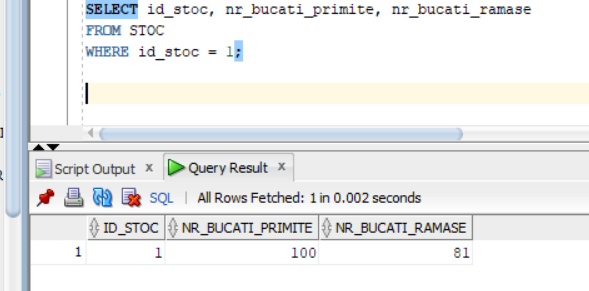 SELECT id_stoc, nr_bucati_primite, nr_bucati_ramase
FROM STOC
WHERE id_stoc = 1;
Script Output x Query Result x
SQL | All Rows Fetched: 1 in 0.002 seconds
ID_STOC NR_BUCATI_PRIMITE NR_BUCATI_RAMASE
1 1 100 81